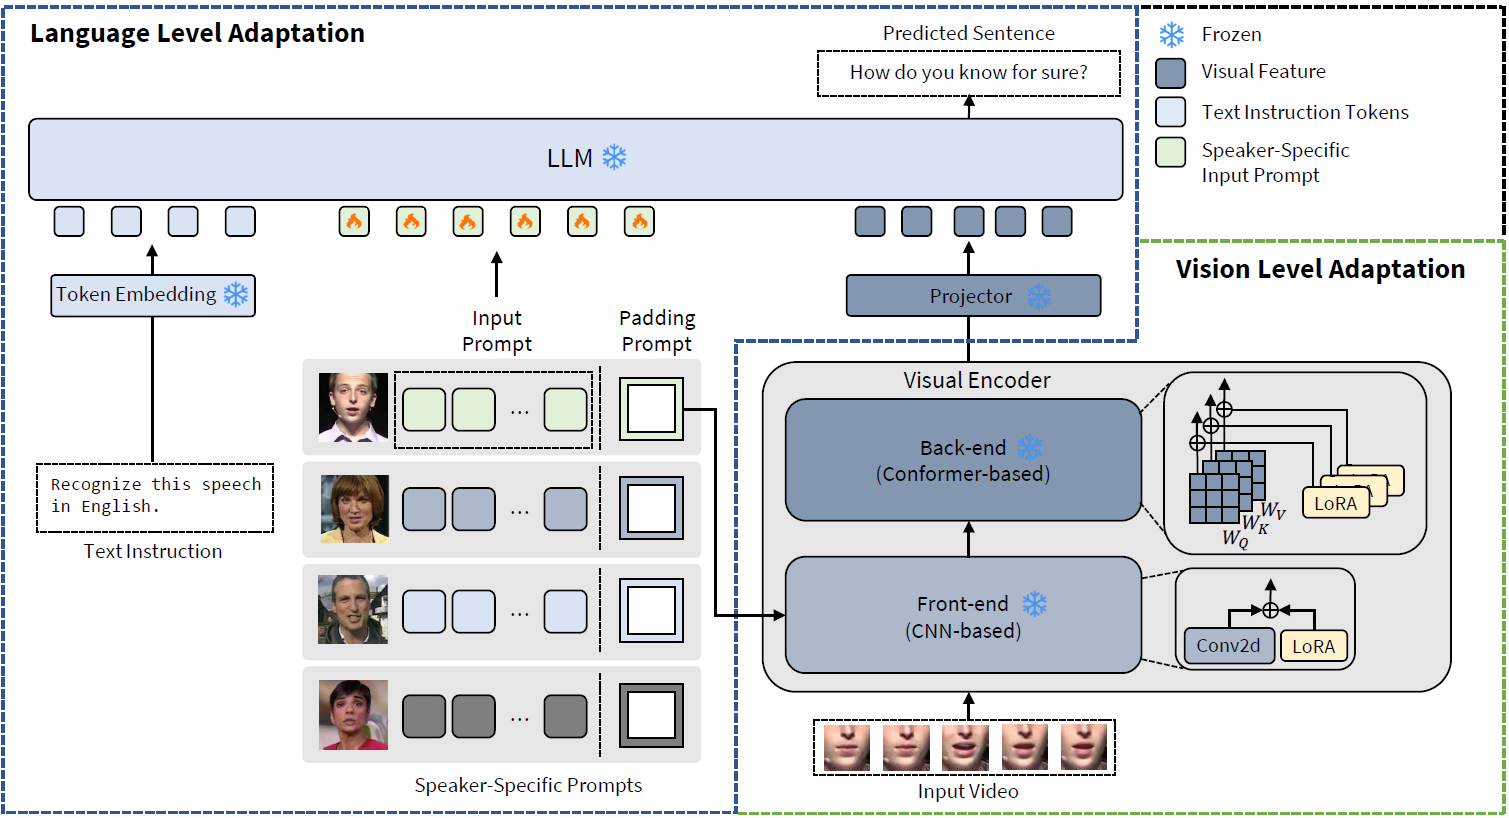 Language Level Adaptation
Predicted Sentence
How do you know for sure?
LLM
Token Embedding
Projector
Input
Prompt
Padding
Prompt
Recognize this speech
in English.
Text Instruction
Speaker-Specific Prompts
Frozen
Visual Feature
Text Instruction Tokens
Speaker-Specific
Input Prompt
Vision Level Adaptation
Visual Encoder
Back-end
(Conformer-based)
Front-end
(CNN-based)
W_V
W_K
W_Q
LoRA
Conv2d
LoRA
Input Video